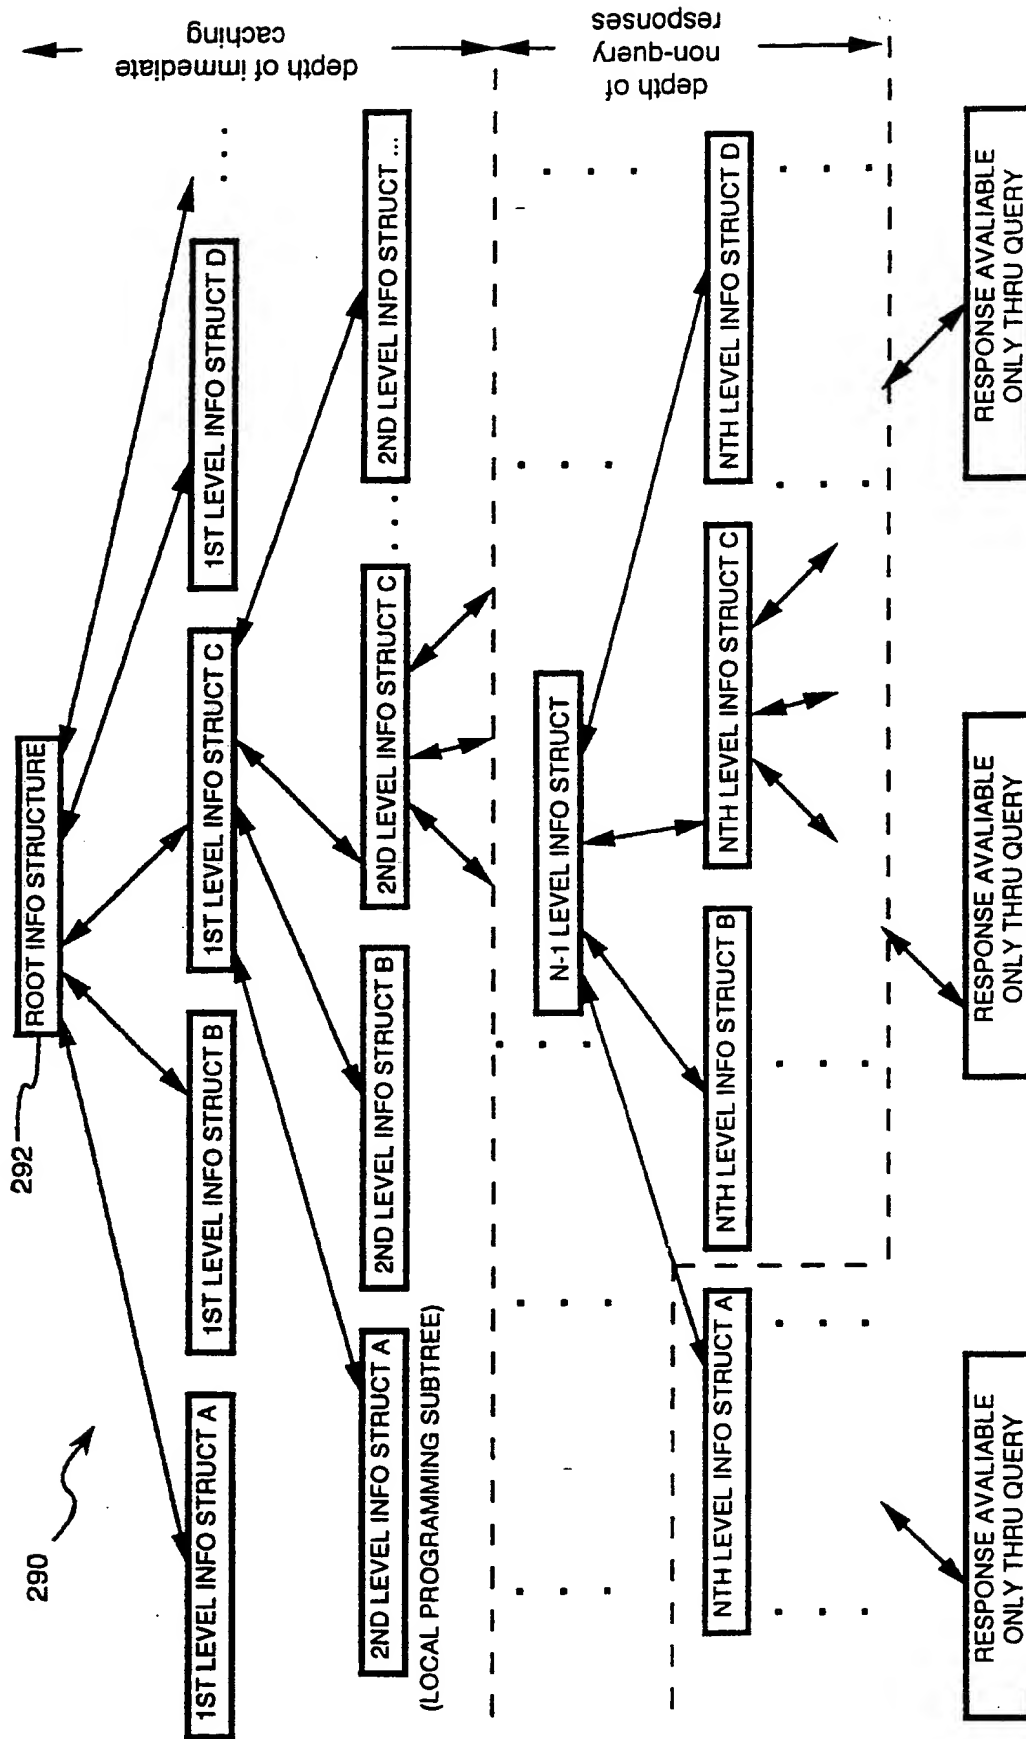 290
292
ROOT INFO STRUCTURE
1ST LEVEL INFO STRUCT A
1ST LEVEL INFO STRUCT B
1ST LEVEL INFO STRUCT C
1ST LEVEL INFO STRUCT D
. . .
depth of immediate
caching
2ND LEVEL INFO STRUCT A
(LOCAL PROGRAMMING SUBTREE)
2ND LEVEL INFO STRUCT B
2ND LEVEL INFO STRUCT C
. . .
2ND LEVEL INFO STRUCT ...
N-1 LEVEL INFO STRUCT
depth of
non-query
responses
NTH LEVEL INFO STRUCT A
NTH LEVEL INFO STRUCT B
NTH LEVEL INFO STRUCT C
NTH LEVEL INFO STRUCT D
RESPONSE AVALIABLE
ONLY THRU QUERY
RESPONSE AVALIABLE
ONLY THRU QUERY
RESPONSE AVALIABLE
ONLY THRU QUERY